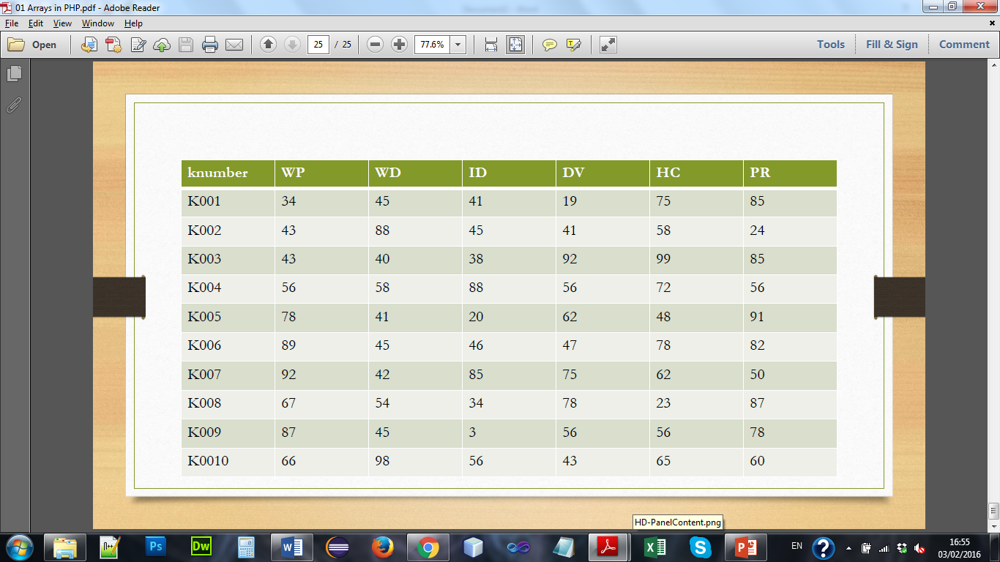 01 Arrays in PHP.pdf - Adobe Reader
File Edit View Window Help
Open 25 / 25 77.6% Tools Fill & Sign Comment
knumber WP WD ID DV HC PR
K001 34 45 41 19 75 85
K002 43 88 45 41 58 24
K003 43 40 38 92 99 85
K004 56 58 88 56 72 56
K005 78 41 20 62 48 91
K006 89 45 46 47 78 82
K007 92 42 85 75 62 50
K008 67 54 34 78 23 87
K009 87 45 3 56 56 78
K0010 66 98 56 43 65 60
HD-PanelContent.png
Ps Dw EN 16:55
03/02/2016